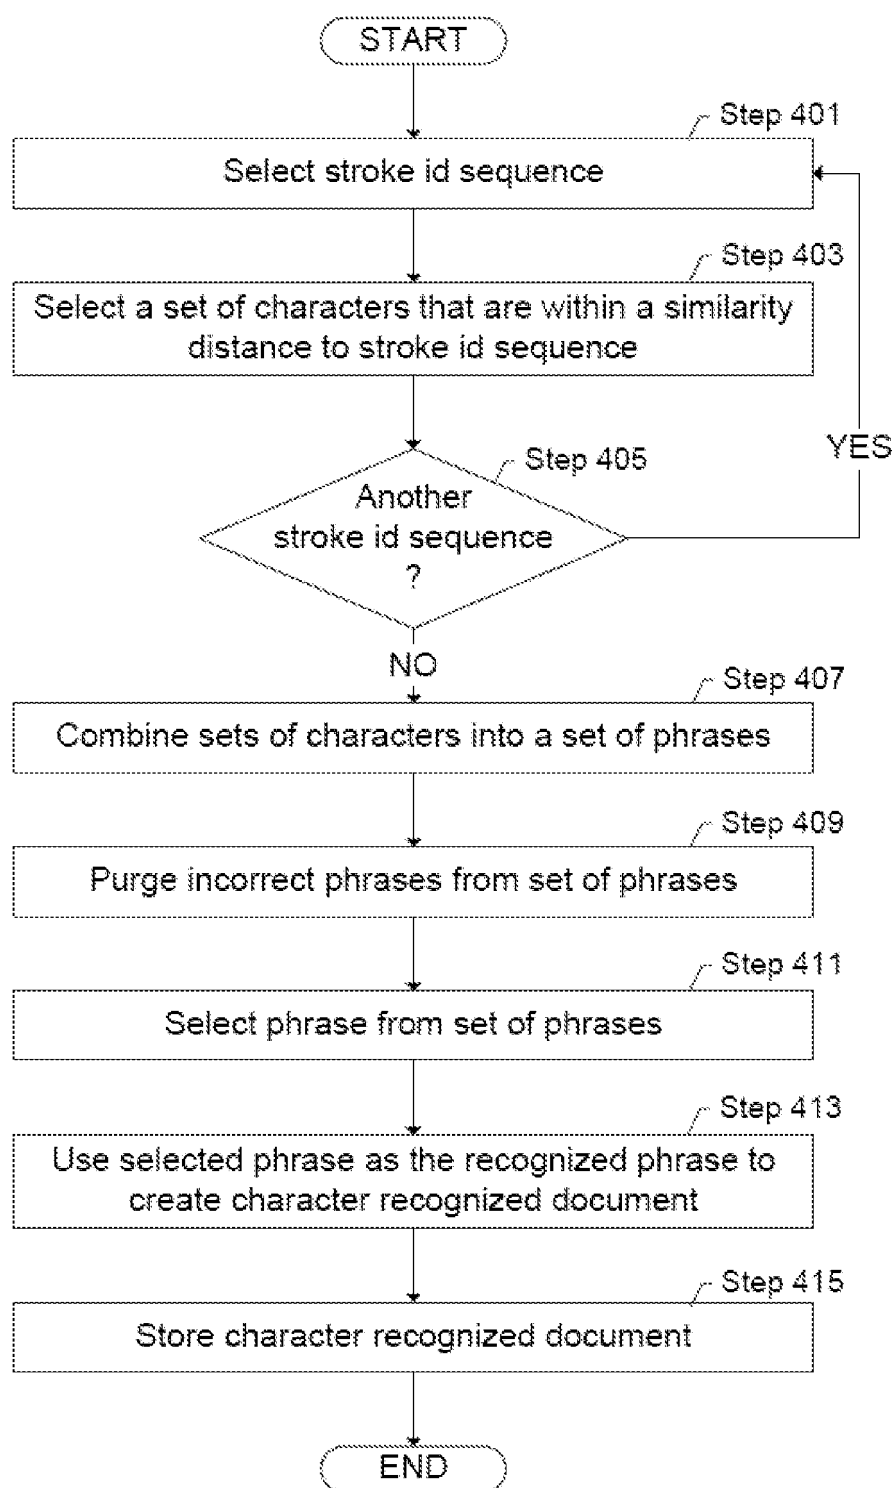 START
Step 401
Select stroke id sequence
Step 403
Select a set of characters that are within a similarity
distance to stroke id sequence
Step 405
Another
stroke id sequence
?
YES
NO
Step 407
Combine sets of characters into a set of phrases
Step 409
Purge incorrect phrases from set of phrases
Step 411
Select phrase from set of phrases
Step 413
Use selected phrase as the recognized phrase to
create character recognized document
Step 415
Store character recognized document
END